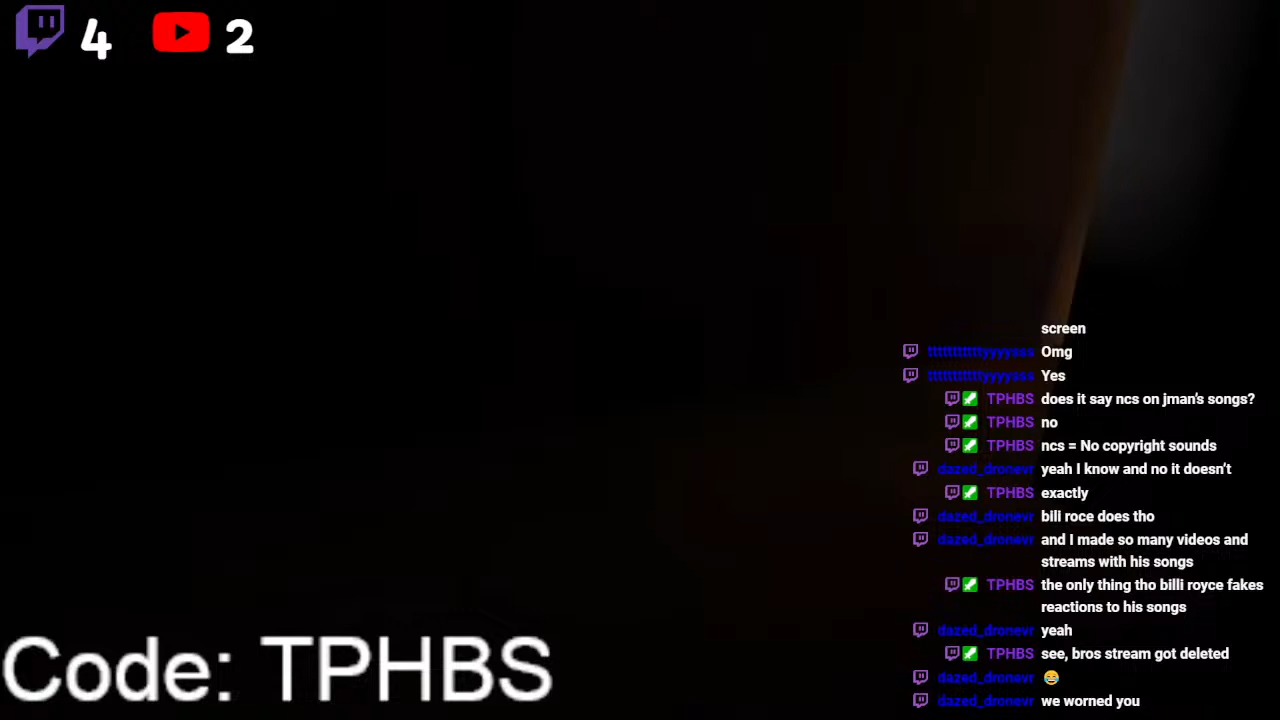 4 2
screen
ttttttttttttyyyysss Omg
ttttttttttttyyyysss Yes
TPHBS does it say ncs on jman's songs?
TPHBS no
TPHBS ncs = No copyright sounds
dazed_dronevr yeah I know and no it doesn't
TPHBS exactly
dazed_dronevr bili roce does tho
dazed_dronevr and I made so many videos and
streams with his songs
TPHBS the only thing tho billi royce fakes
reactions to his songs
dazed_dronevr yeah
TPHBS see, bros stream got deleted
dazed_dronevr 😂
dazed_dronevr we worned you
Code: TPHBS